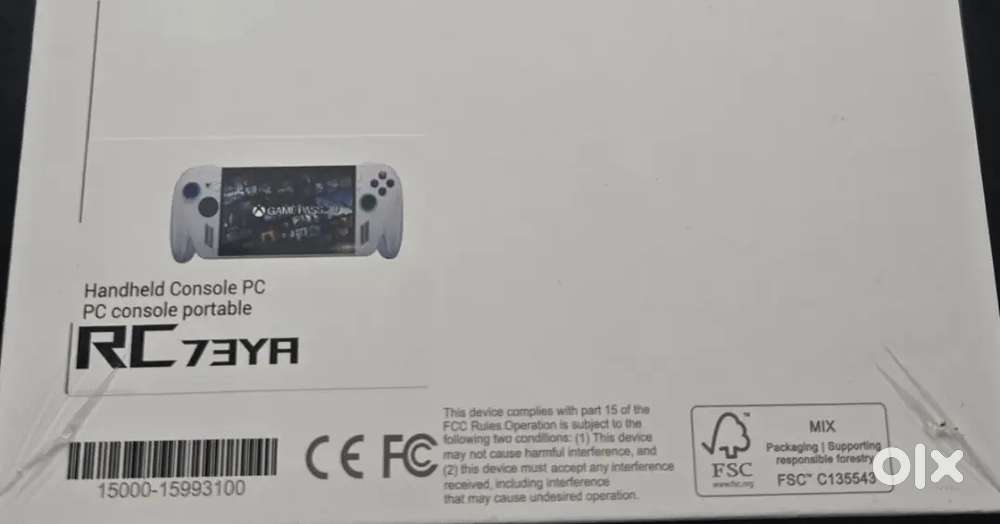 GAME PASS
Handheld Console PC
PC console portable
RC73YA
15000-15993100
CE FC
This device complies with part 15 of the
FCC Rules.Operation is subject to the
following two conditions: (1) This device
may not cause harmful interference, and
(2) this device must accept any interference
received, including interference
that may cause undesired operation.
FSC
www.fsc.org
MIX
Packaging | Supporting
responsible forestry
FSC™ C135543
olx